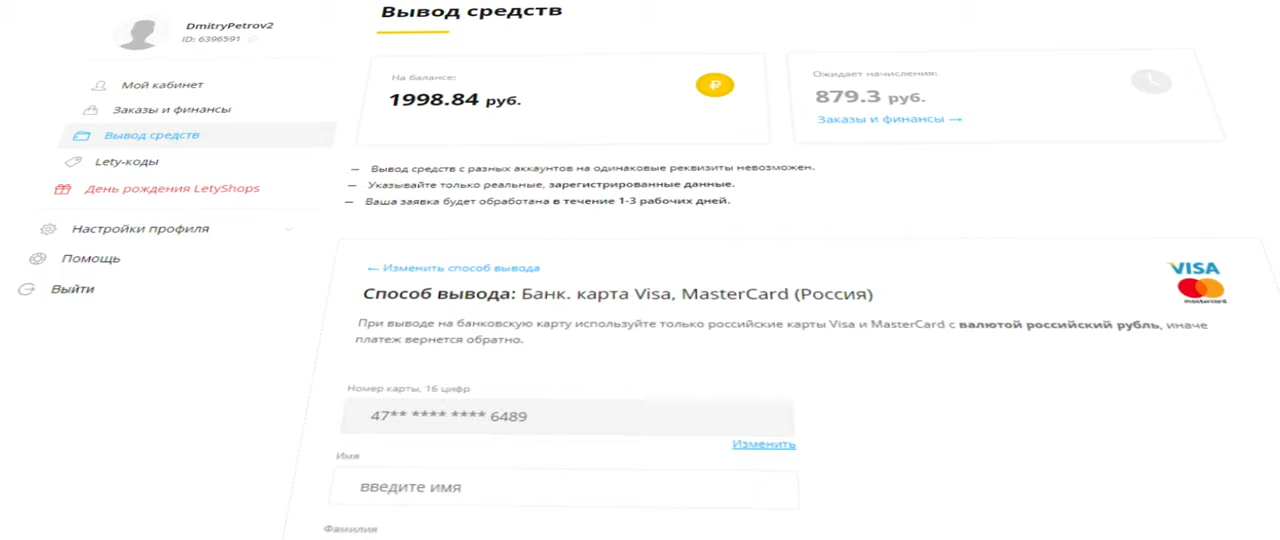 Вывод средств
DmitryPetrov2
ID: 6396591
Мой кабинет
Заказы и финансы
Вывод средств
Lety-коды
День рождения LetyShops
Настройки профиля
Помощь
Выйти
На балансе:
1998.84 руб.
₽
Ожидает начисления:
879.3 руб.
Заказы и финансы →
— Вывод средств с разных аккаунтов на одинаковые реквизиты невозможен.
— Указывайте только реальные, зарегистрированные данные.
— Ваша заявка будет обработана в течение 1-3 рабочих дней.
← Изменить способ вывода
VISA
mastercard.
Способ вывода: Банк. карта Visa, MasterCard (Россия)
При выводе на банковскую карту используйте только российские карты Visa и MasterCard с валютой российский рубль, иначе
платеж вернется обратно.
Номер карты, 16 цифр
47** **** **** 6489
Изменить
Имя
введите имя
Фамилия